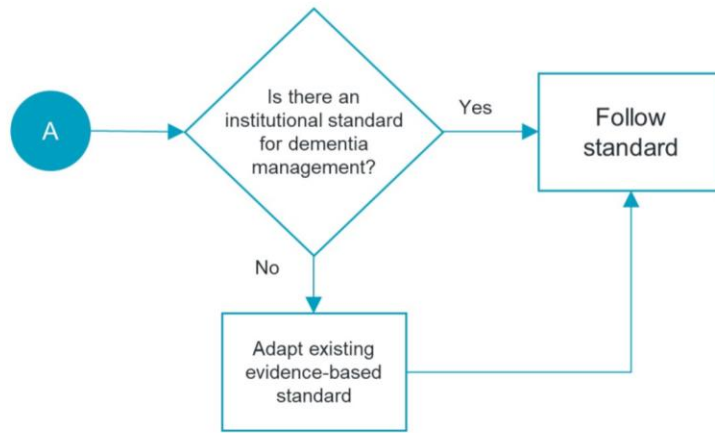 A
Is there an
institutional standard
for dementia
management?
Yes
Follow
standard
No
Adapt existing
evidence-based
standard